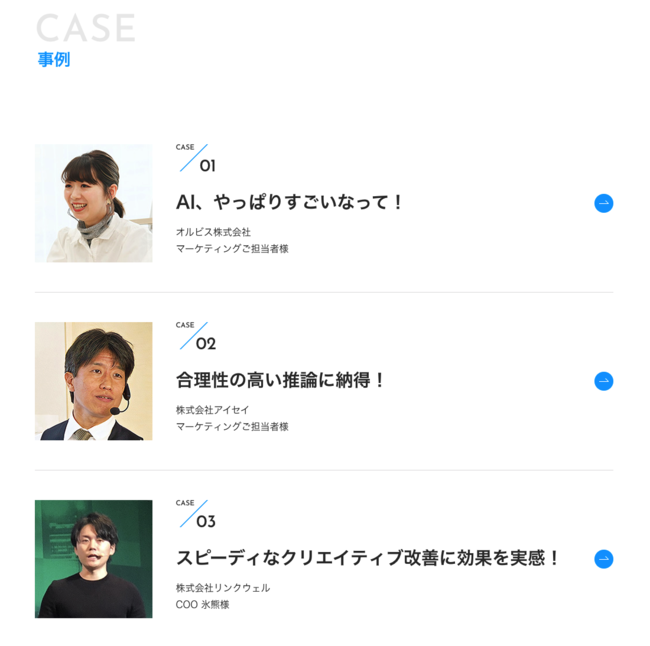 CASE
事例
CASE
01
AI、やっぱりすごいなって！
オルビス株式会社
マーケティングご担当者様
CASE
02
合理性の高い推論に納得！
株式会社アイセイ
マーケティングご担当者様
CASE
03
スピーディなクリエイティブ改善に効果を実感！
株式会社リンクウェル
COO 氷熊様